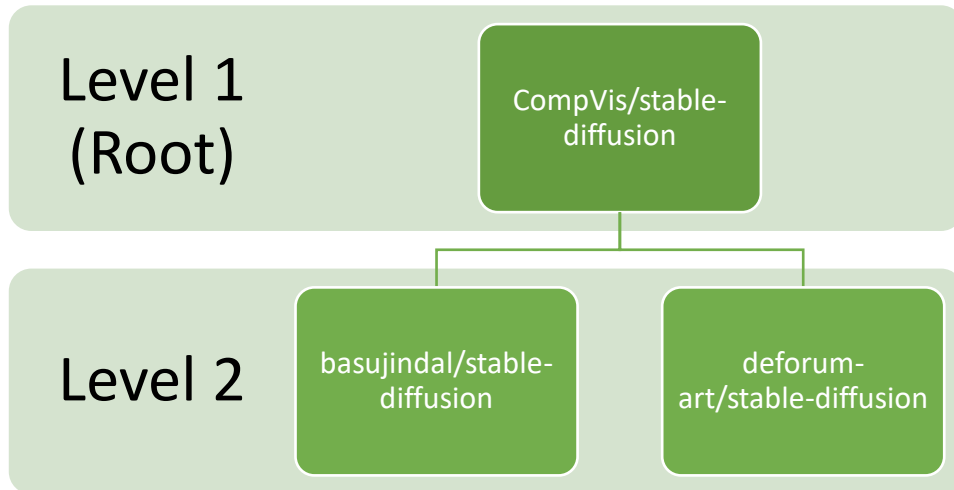 Level 1
(Root)
CompVis/stable-
diffusion
Level 2
basujindal/stable-
diffusion
deforum-
art/stable-diffusion